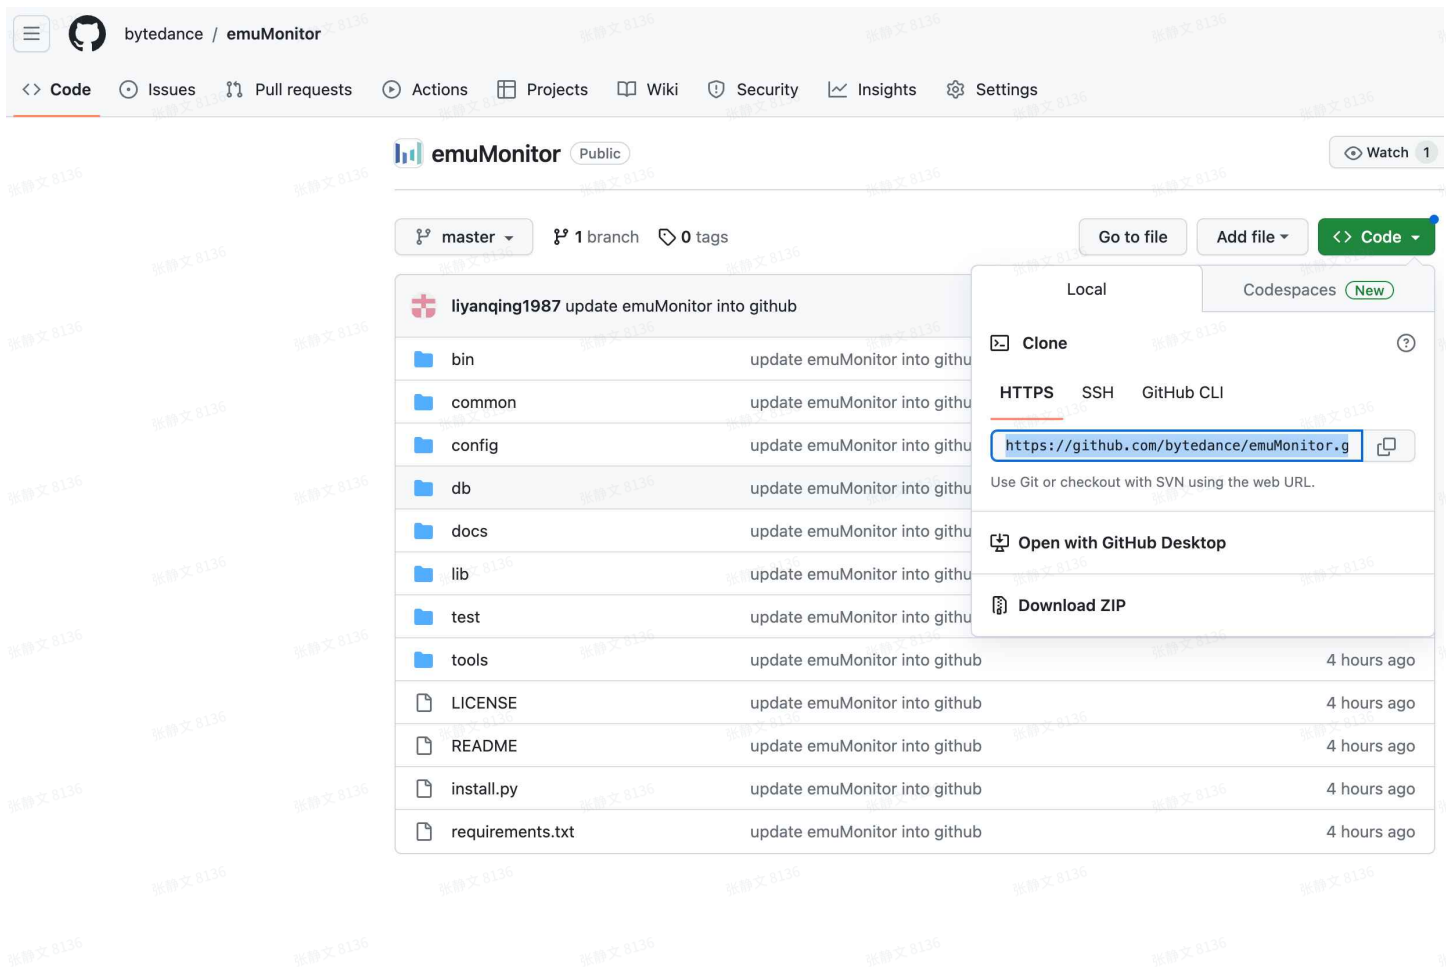 bytedance / emuMonitor
Code Issues Pull requests Actions Projects Wiki Security Insights Settings
emuMonitor Public
Watch 1
master 1 branch 0 tags Go to file Add file Code
liyanqing1987 update emuMonitor into github
bin update emuMonitor into githu
common update emuMonitor into githu
config update emuMonitor into githu
db update emuMonitor into githu
docs update emuMonitor into githu
lib update emuMonitor into githu
test update emuMonitor into githu
tools update emuMonitor into github 4 hours ago
LICENSE update emuMonitor into github 4 hours ago
README update emuMonitor into github 4 hours ago
install.py update emuMonitor into github 4 hours ago
requirements.txt update emuMonitor into github 4 hours ago
Local Codespaces New
Clone
HTTPS SSH GitHub CLI
https://github.com/bytedance/emuMonitor.g
Use Git or checkout with SVN using the web URL.
Open with GitHub Desktop
Download ZIP
张静文 8136